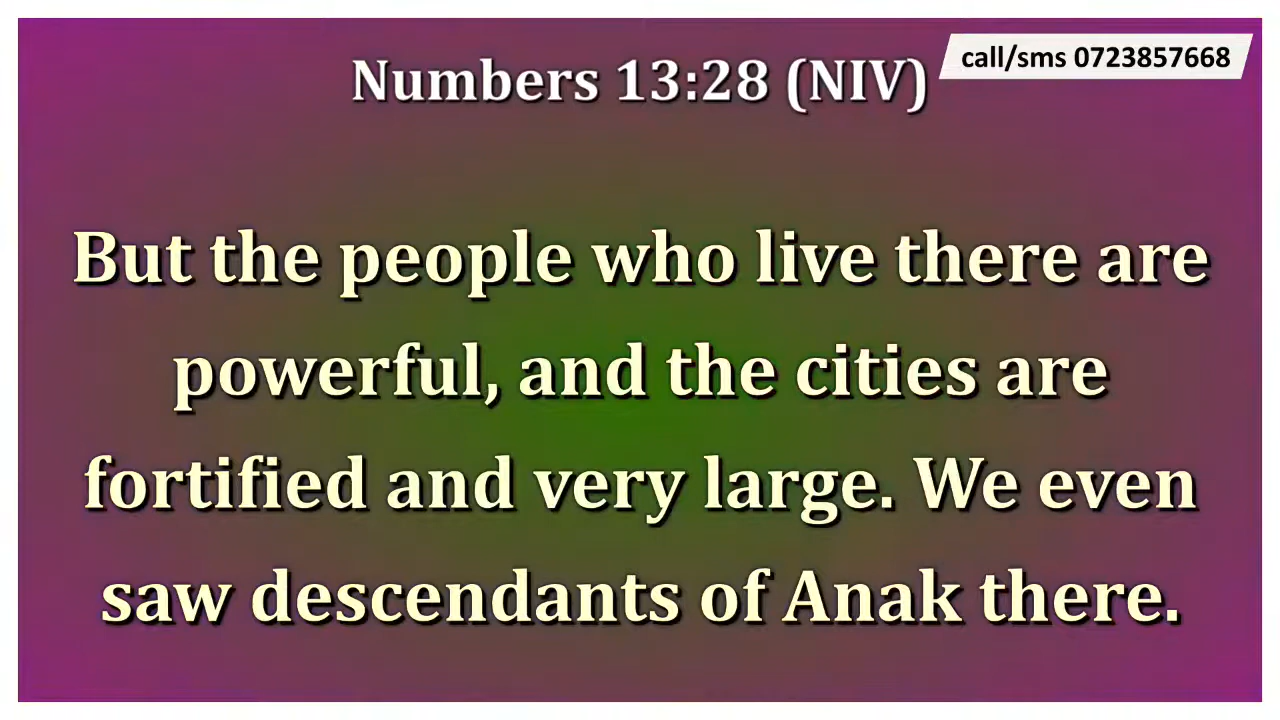 Numbers 13:28 (NIV)
call/sms 0723857668
But the people who live there are
powerful, and the cities are
fortified and very large. We even
saw descendants of Anak there.